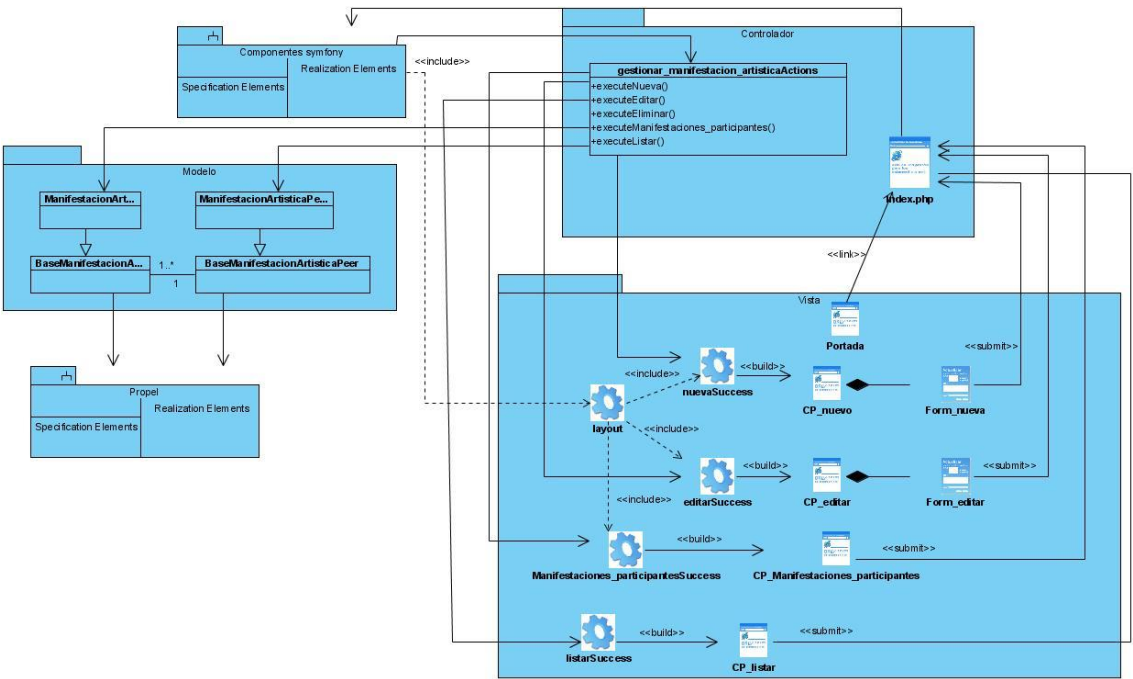 Controlador
Componentes symfony
Realization Elements
Specification Elements
<<include>>
gestionar_manifestacion_artisticaActions
+executeNueva()
+executeEditar()
+executeEliminar()
+executeManifestaciones_participantes()
+executeListar()
index.php
Modelo
ManifestacionArt...
ManifestacionArtisticaPe...
BaseManifestacionA...
BaseManifestacionArtisticaPeer
1..*
1
<<link>>
Vista
Portada
<<submit>>
<<include>>
<<build>>
nuevaSuccess
CP_nuevo
Form_nueva
Propel
Realization Elements
Specification Elements
layout
<<include>>
<<build>>
<<submit>>
editarSuccess
CP_editar
Form_editar
<<include>>
<<build>>
<<submit>>
Manifestaciones_participantesSuccess
CP_Manifestaciones_participantes
<<build>>
<<submit>>
listarSuccess
CP_listar